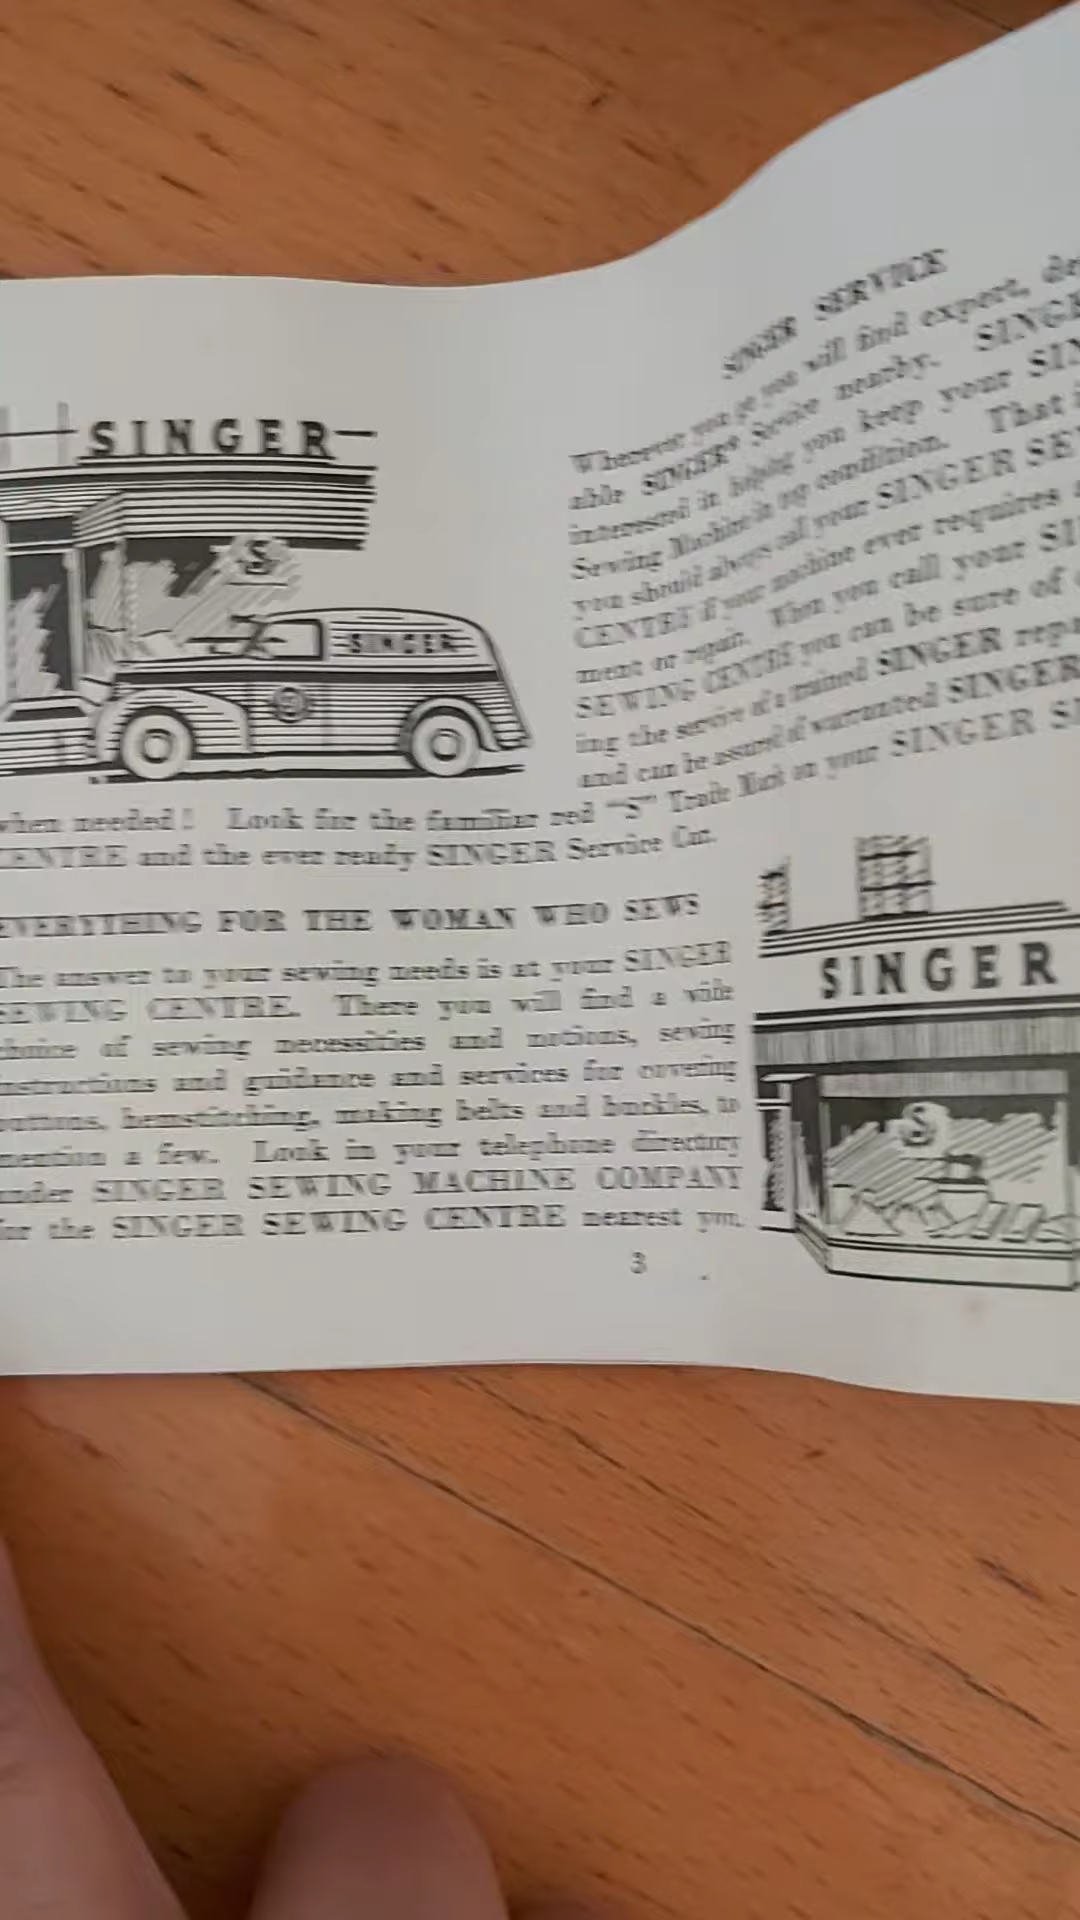 SINGER SERVICE
Wherever you go you will find expert,
able SINGER* Service nearby. SINGE
interested in helping you keep your SIN
Sewing Machine in top condition. That i
you should always call your SINGER SE
CENTRE if your machine ever requires
ment or repair. When you call your SI
SEWING CENTRE you can be sure of
ing the service of a trained SINGER repa
and can be assured of warranted SINGER
when needed! Look for the familiar red "S" Trade Mark on your SINGER S
CENTRE and the ever ready SINGER Service Car.
SINGER
S
SINGER
S
EVERYTHING FOR THE WOMAN WHO SEWS
The answer to your sewing needs is at your SINGER
SEWING CENTRE. There you will find a wide
choice of sewing necessities and notions, sewing
instructions and guidance and services for covering
buttons, hemstitching, making belts and buckles, to
mention a few. Look in your telephone directory
under SINGER SEWING MACHINE COMPANY
for the SINGER SEWING CENTRE nearest you.
SINGER
S
3